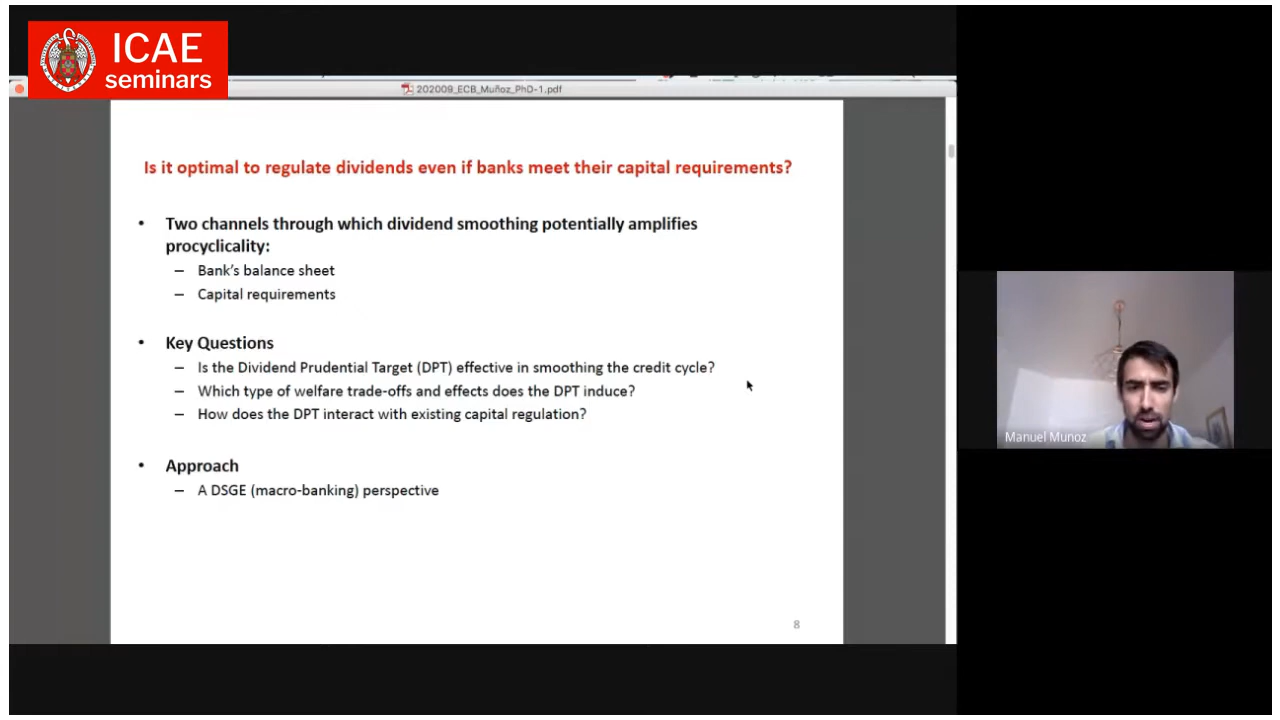 ICAE
seminars
202009_ECB_Muñoz_PhD-1.pdf
Is it optimal to regulate dividends even if banks meet their capital requirements?
• Two channels through which dividend smoothing potentially amplifies
procyclicality:
– Bank's balance sheet
– Capital requirements
• Key Questions
– Is the Dividend Prudential Target (DPT) effective in smoothing the credit cycle?
– Which type of welfare trade-offs and effects does the DPT induce?
– How does the DPT interact with existing capital regulation?
• Approach
– A DSGE (macro-banking) perspective
8
Manuel Munoz